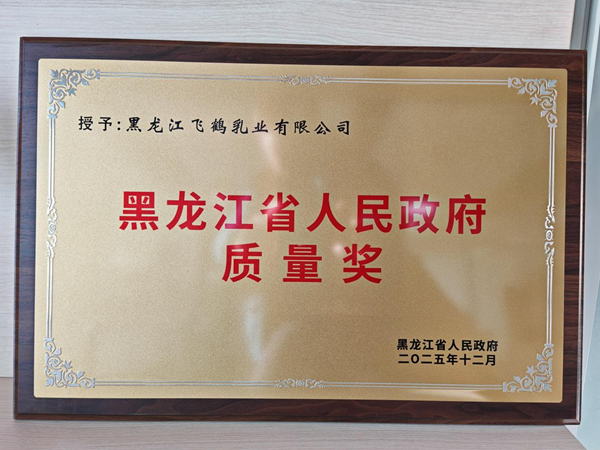 授予:黑龙江飞鹤乳业有限公司
黑龙江省人民政府
质量奖
黑龙江省人民政府
二〇二五年十二月